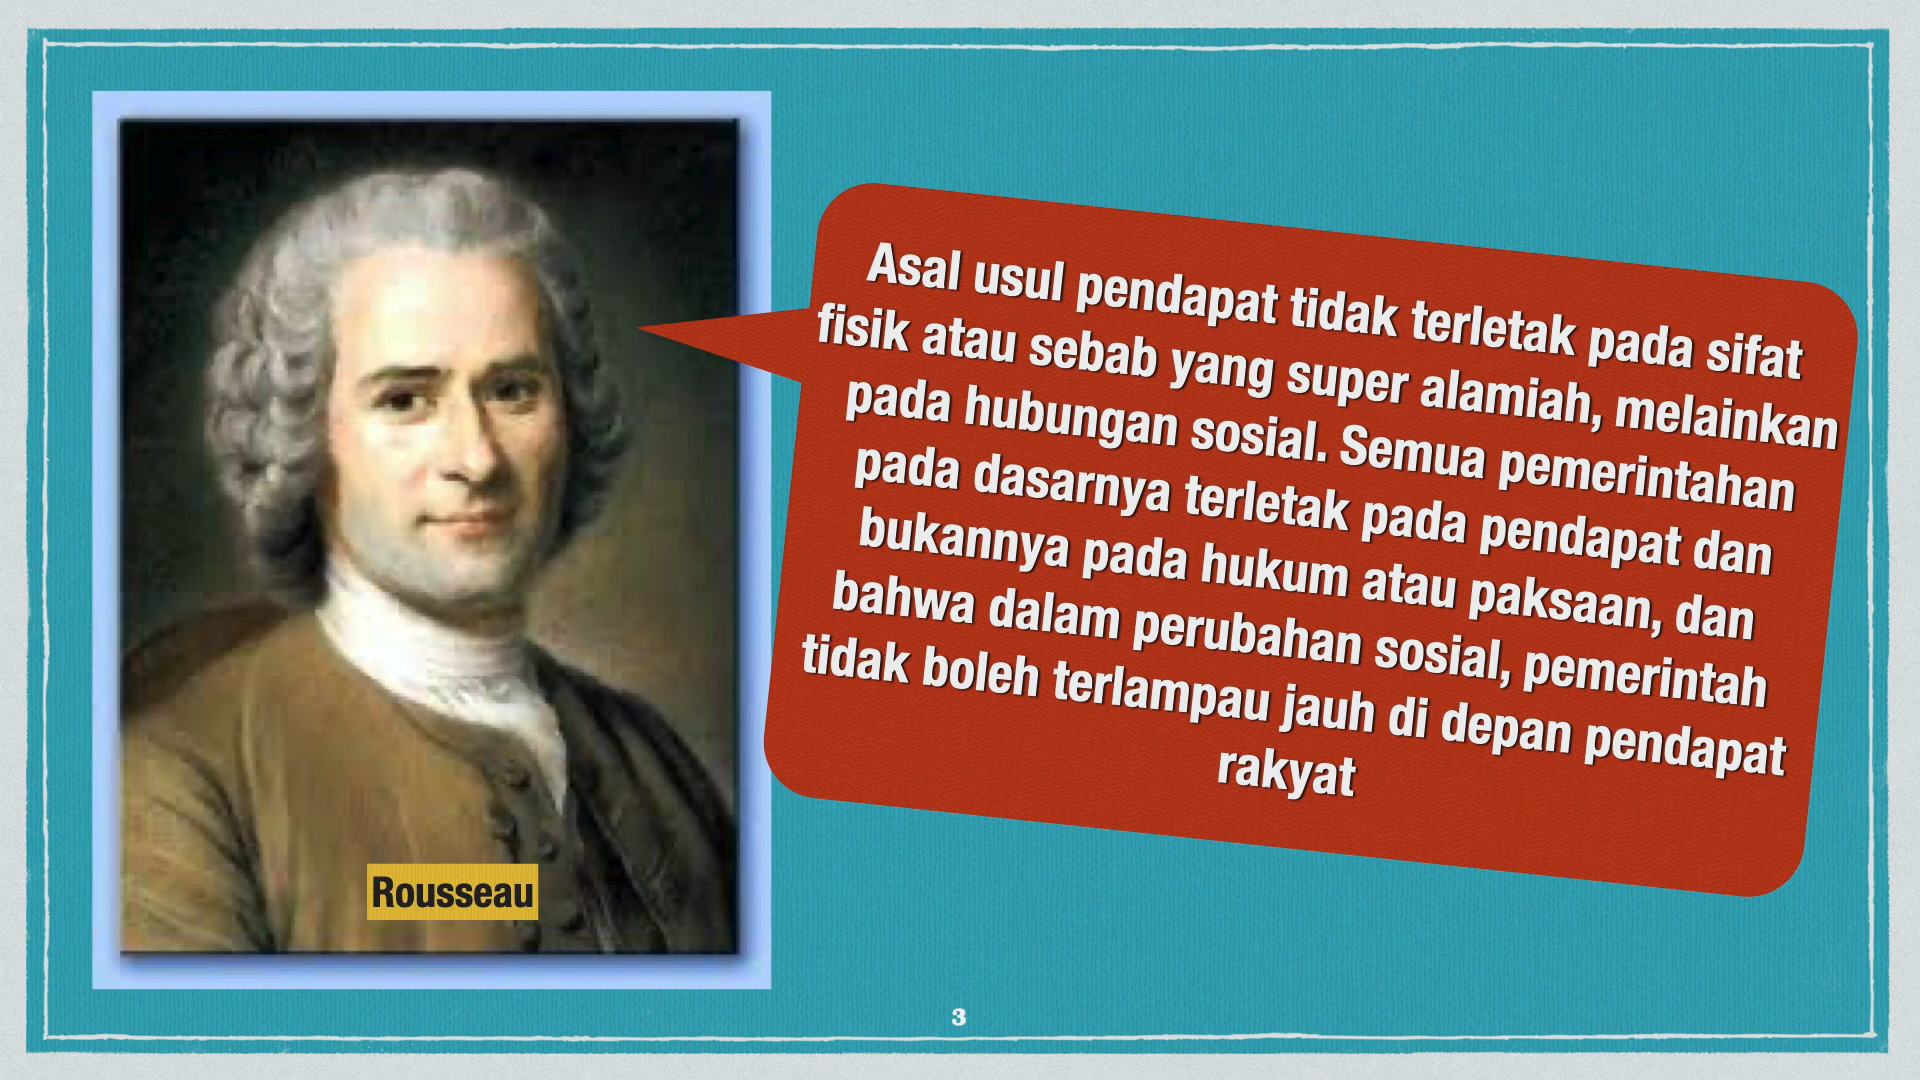 Asal usul pendapat tidak terletak pada sifat
fisik atau sebab yang super alamiah, melainkan
pada hubungan sosial. Semua pemerintahan
pada dasarnya terletak pada pendapat dan
bukannya pada hukum atau paksaan, dan
bahwa dalam perubahan sosial, pemerintah
tidak boleh terlampau jauh di depan pendapat
rakyat
Rousseau
3